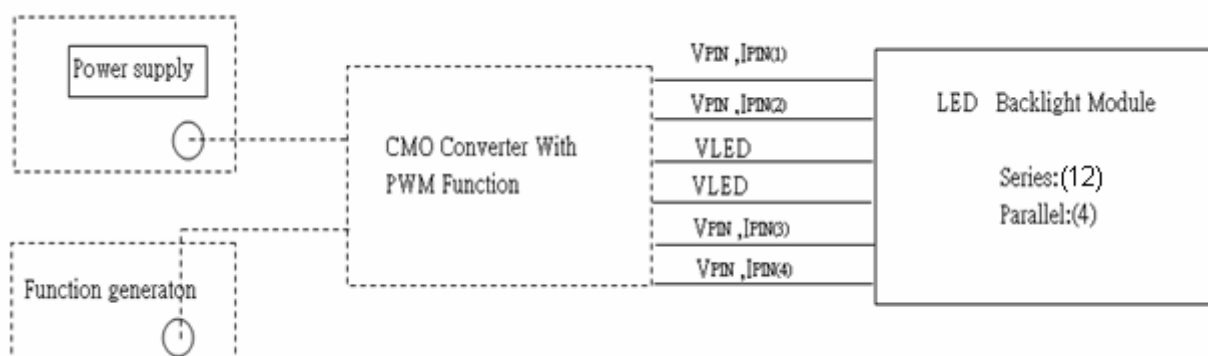 Power supply
CMO Converter With
PWM Function
Function generaton
VPIN ,IPIN(1)
VPIN ,IPIN(2)
VLED
VLED
VPIN ,IPIN(3)
VPIN ,IPIN(4)
LED Backlight Module
Series:(12)
Parallel:(4)